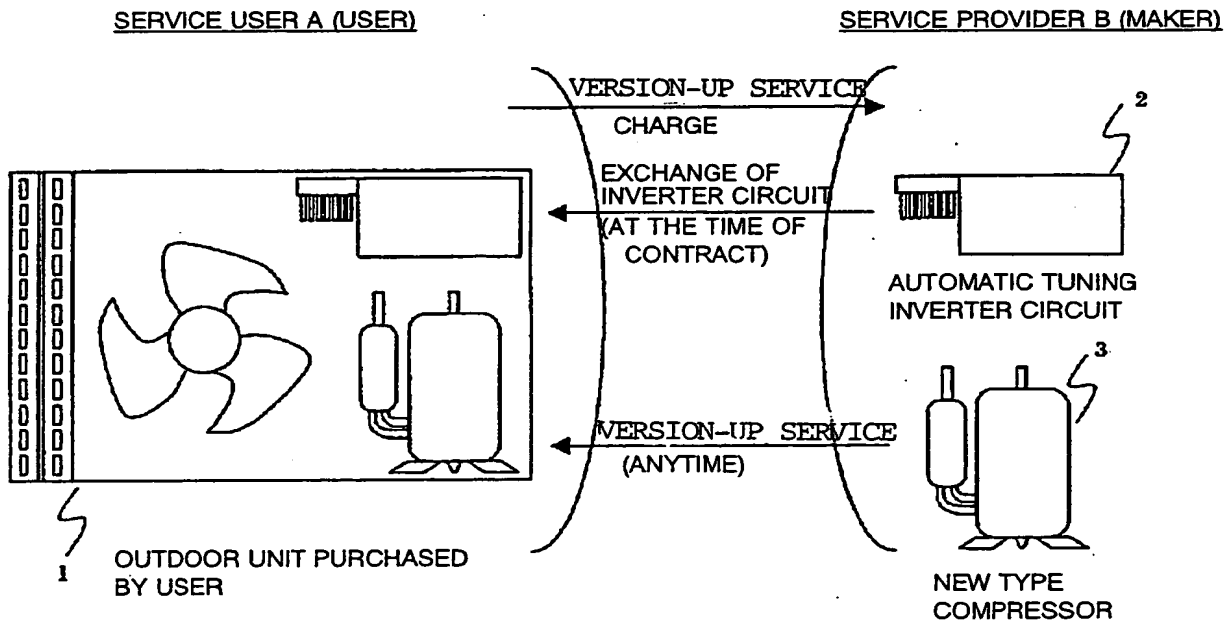 SERVICE USER A (USER)
SERVICE PROVIDER B (MAKER)
VERSION-UP SERVICE
CHARGE
2
EXCHANGE OF
INVERTER CIRCUIT
(AT THE TIME OF
CONTRACT)
AUTOMATIC TUNING
INVERTER CIRCUIT
3
VERSION-UP SERVICE
(ANYTIME)
1
OUTDOOR UNIT PURCHASED
BY USER
NEW TYPE
COMPRESSOR